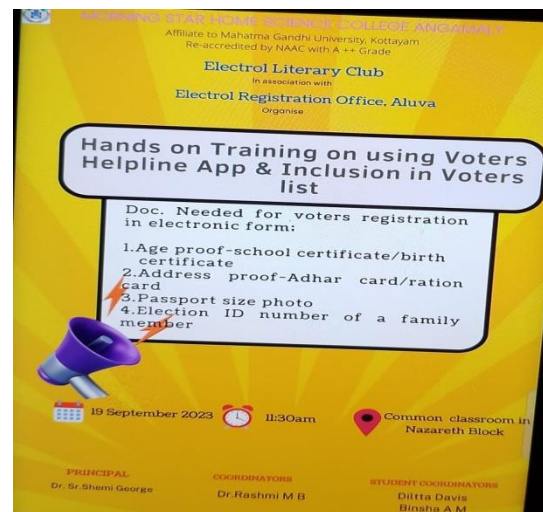 MORNING STAR HOME SCIENCE COLLEGE ANGAMALY
Affiliate to Mahatma Gandhi University, Kottayam
Re-accredited by NAAC with A ++ Grade
Electrol Literary Club
In association with
Electrol Registration Office, Aluva
Organise
Hands on Training on using Voters
Helpline App & Inclusion in Voters
list
Doc. Needed for voters registration
in electronic form:
1.Age proof-school certificate/birth
certificate
2.Address proof-Adhar card/ration
card
3.Passport size photo
4.Election ID number of a family
member
19 September 2023
11:30am
Common classroom in
Nazareth Block
PRINCIPAL
Dr. Sr.Shemi George
COORDINATORS
Dr.Rashmi M B
STUDENT COORDINATORS
Diltta Davis
Binsha A M